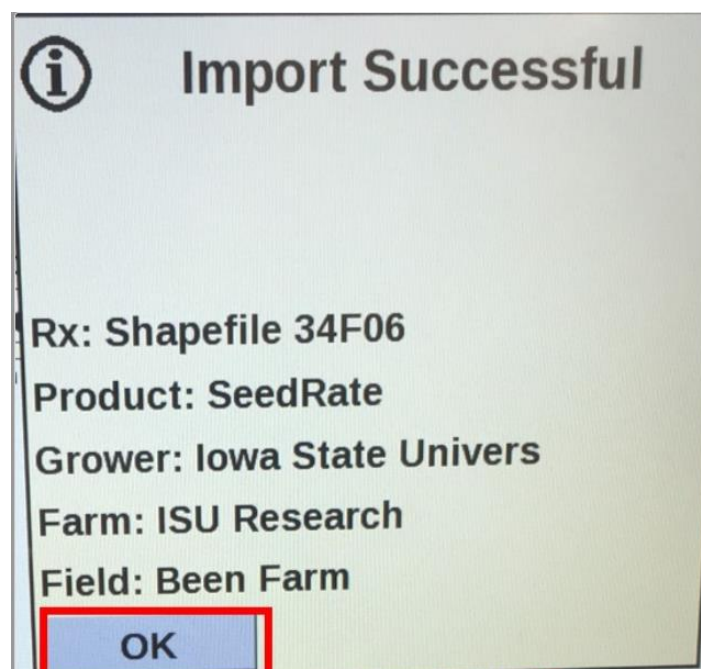 Import Successful
Rx: Shapefile 34F06
Product: SeedRate
Grower: Iowa State Univers
Farm: ISU Research
Field: Been Farm
OK